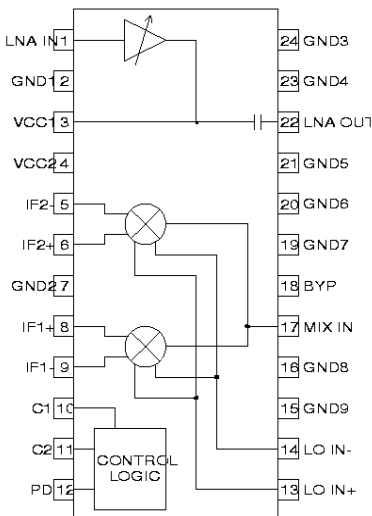 LNA IN 1
GND1 2
VCC1 3
VCC2 4
IF2- 5
IF2+ 6
GND2 7
IF1+ 8
IF1- 9
C1 10
C2 11
PD 12
CONTROL
LOGIC
24 GND3
23 GND4
22 LNA OUT
21 GND5
20 GND6
19 GND7
18 BYP
17 MIX IN
16 GND8
15 GND9
14 LO IN-
13 LO IN+